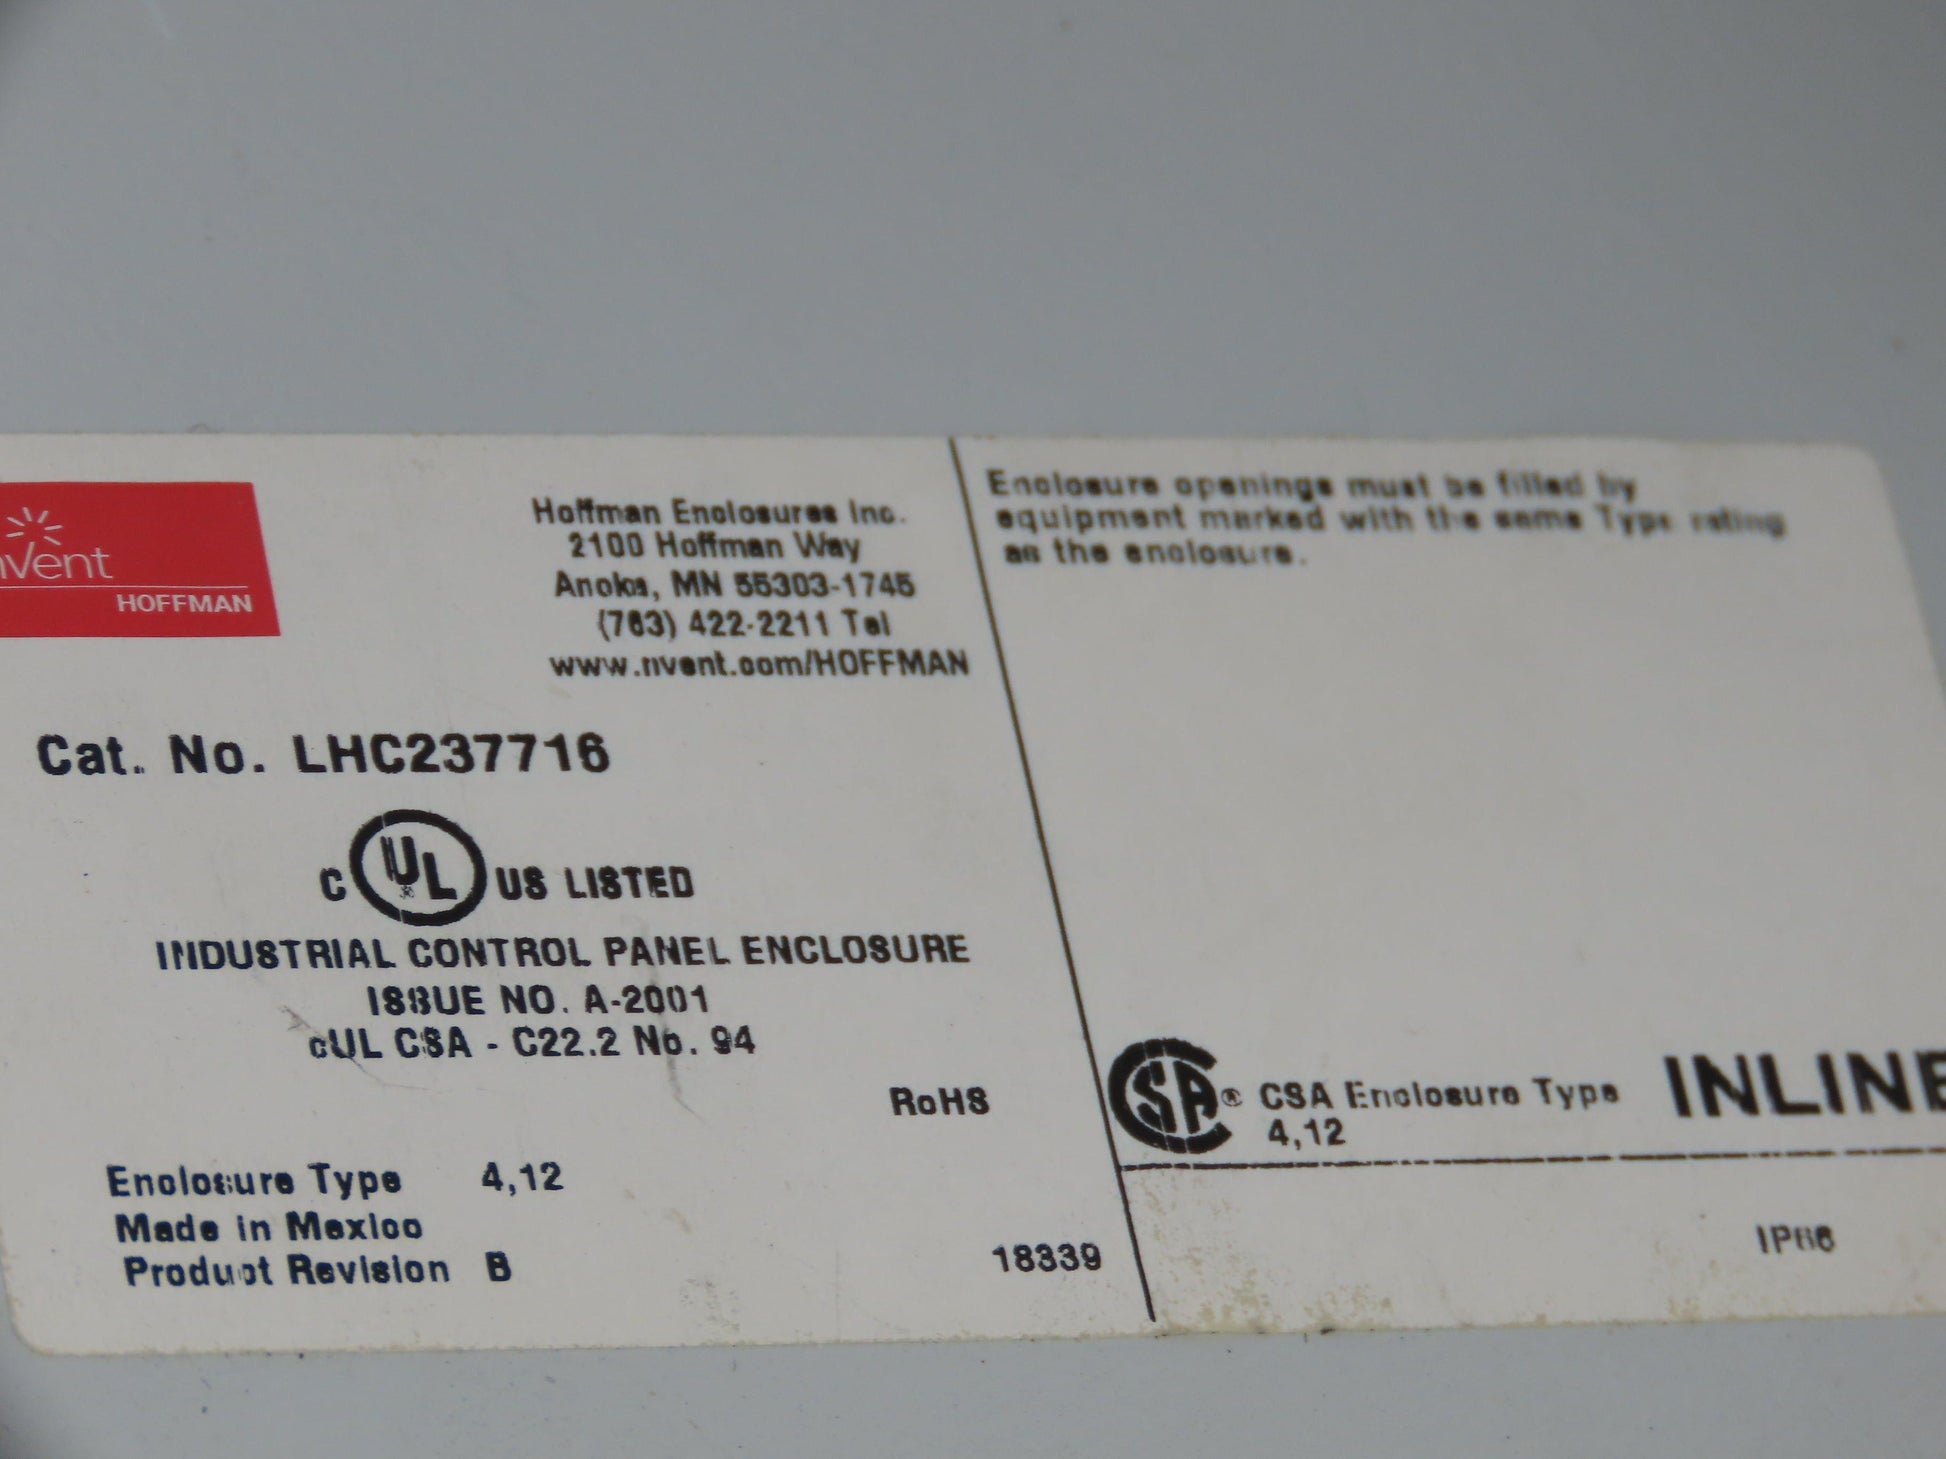 nVent
HOFFMAN
Hoffman Enclosures Inc.
2100 Hoffman Way
Anoka, MN 55303-1745
(763) 422-2211 Tel
www.nvent.com/HOFFMAN
Cat. No. LHC237716
C UL US LISTED
INDUSTRIAL CONTROL PANEL ENCLOSURE
ISSUE NO. A-2001
cUL CSA - C22.2 No. 94
RoHS
Enclosure Type 4,12
Made in Mexico
Product Revision B
18339
Enclosure openings must be filled by
equipment marked with the same Type rating
as the enclosure.
CSA ® CSA Enclosure Type
4,12
INLINE
IP66